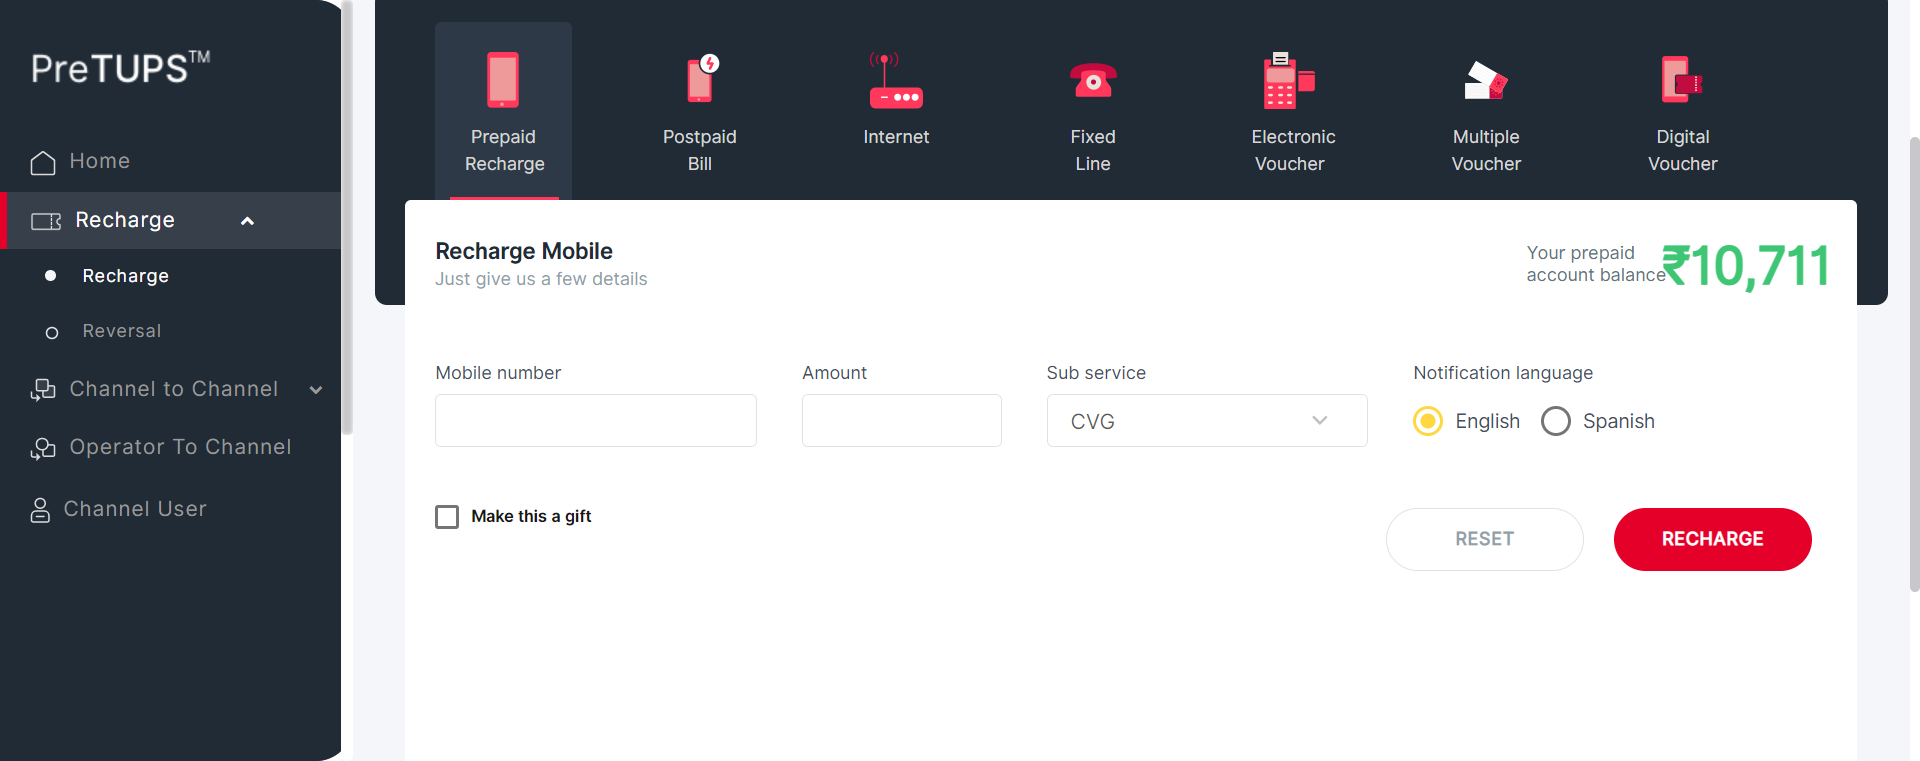 PreTUPS™
Home
Recharge
Recharge
Reversal
Channel to Channel
Operator To Channel
Channel User
Prepaid
Recharge
Postpaid
Bill
Internet
Fixed
Line
Electronic
Voucher
Multiple
Voucher
Digital
Voucher
Recharge Mobile
Just give us a few details
Your prepaid
account balance ₹10,711
Mobile number
Amount
Sub service
CVG
Notification language
English
Spanish
Make this a gift
RESET
RECHARGE